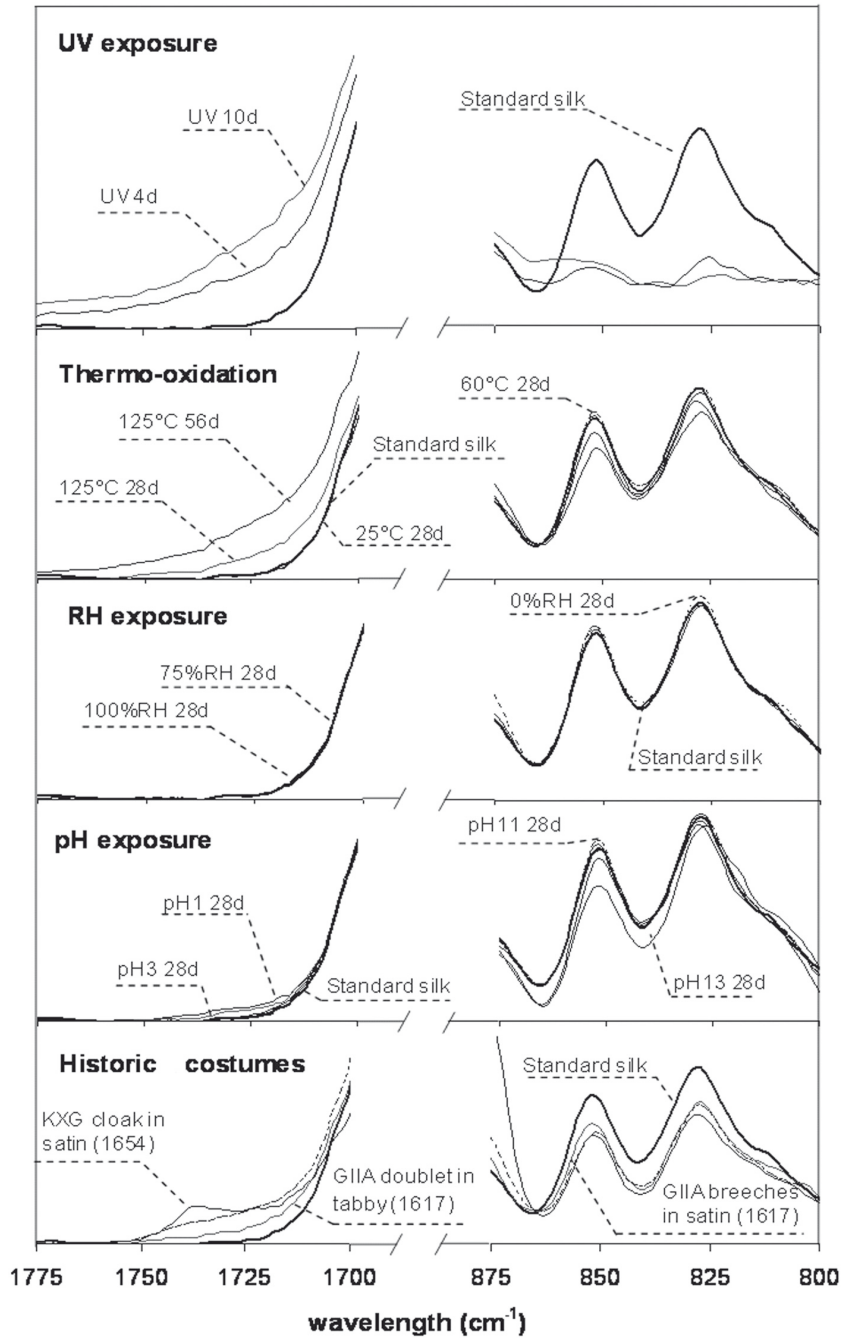 UV exposure
UV 10d
UV 4d
Standard silk
Thermo-oxidation
125°C 56d
125°C 28d
Standard silk
25°C 28d
60°C 28d
RH exposure
75%RH 28d
100%RH 28d
0%RH 28d
Standard silk
pH exposure
pH1 28d
pH3 28d
Standard silk
pH11 28d
pH13 28d
Historic costumes
KXG cloak in
satin (1654)
GIIA doublet in
tabby (1617)
Standard silk
GIIA breeches
in satin (1617)
1775 1750 1725 1700 875 850 825 800
wavelength (cm⁻¹)